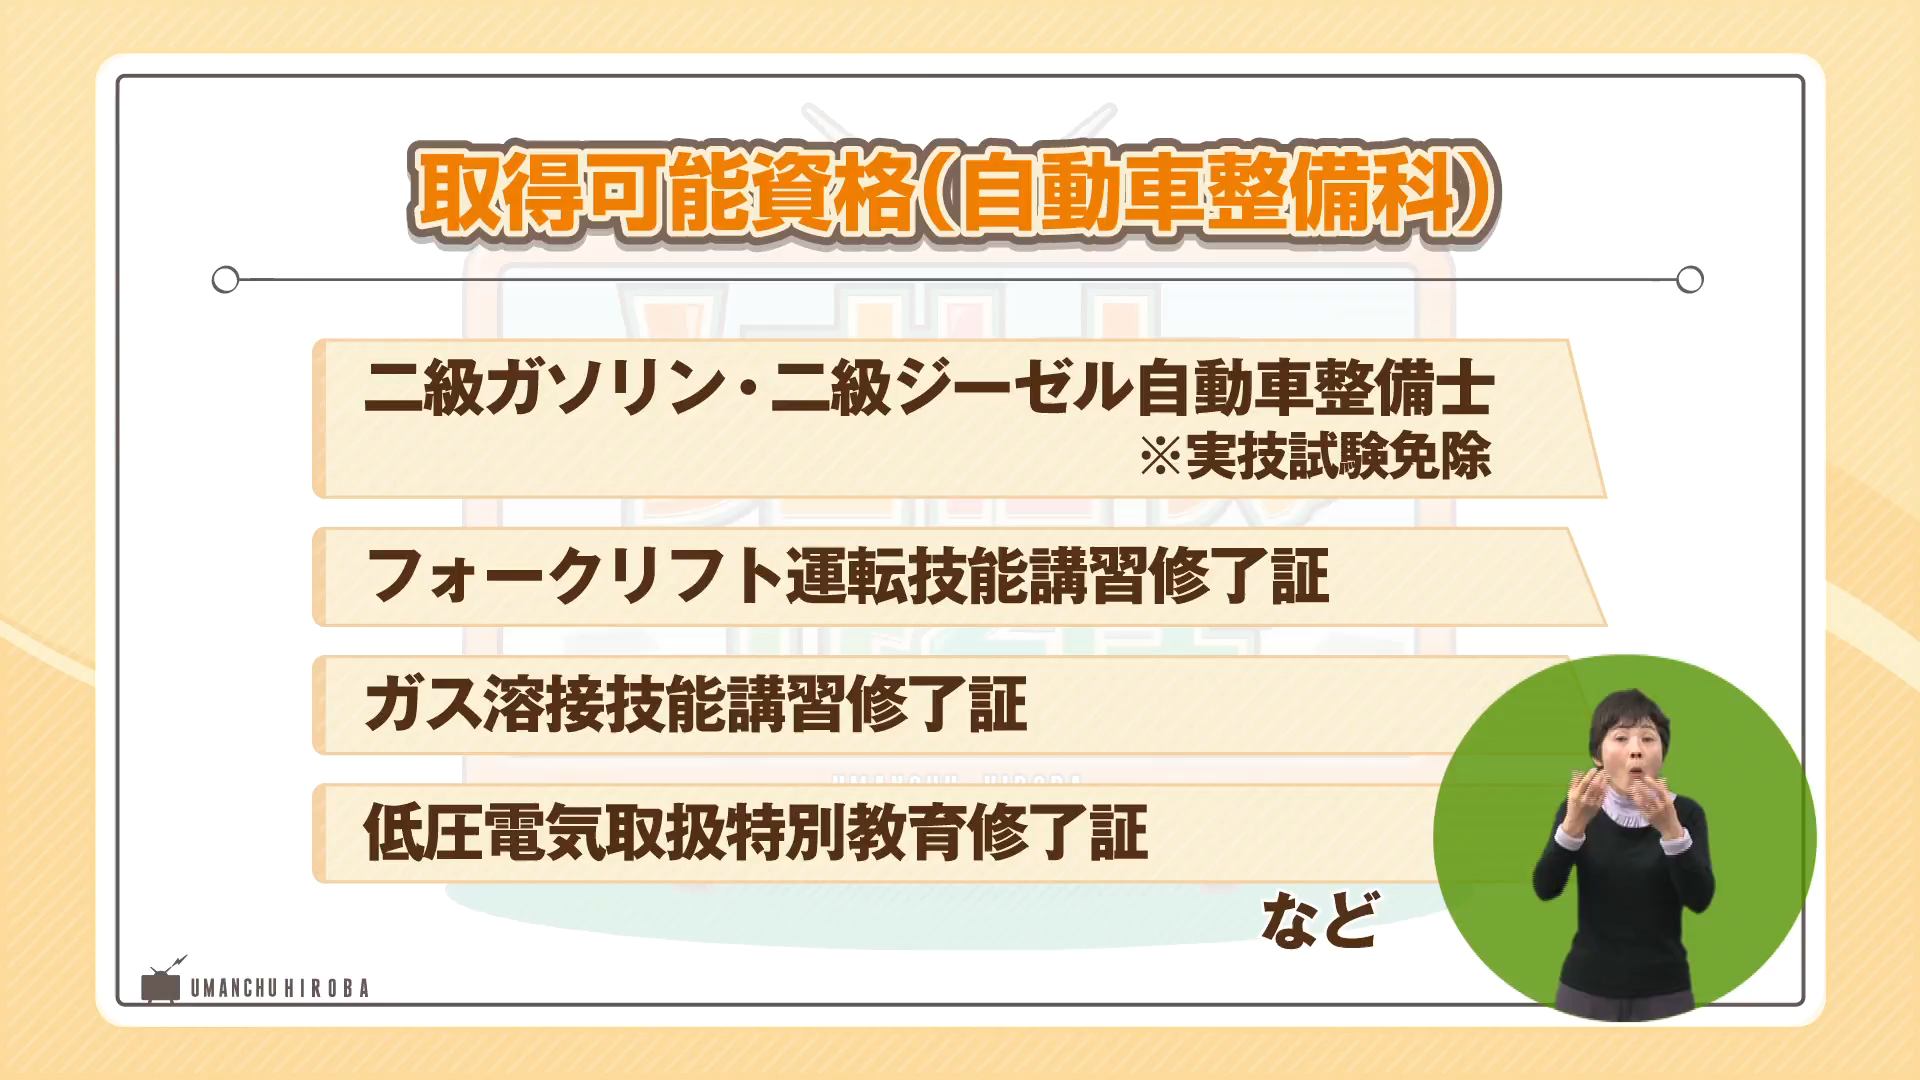 取得可能資格(自動車整備科)
二級ガソリン・二級ジーゼル自動車整備士
※実技試験免除
フォークリフト運転技能講習修了証
ガス溶接技能講習修了証
低圧電気取扱特別教育修了証
など
UMANCHU HIROBA